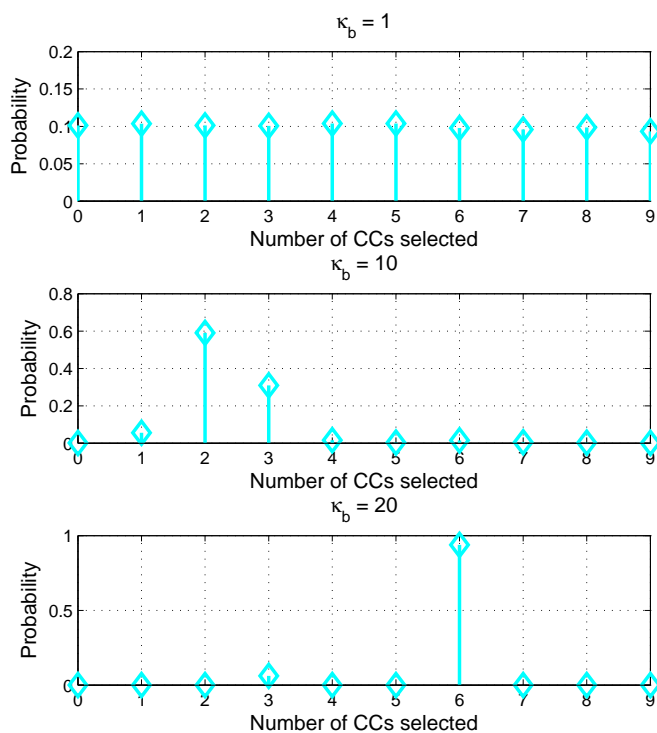 κb = 1
0.2
0.15
0.1
0.05
0
Probability
0 1 2 3 4 5 6 7 8 9
Number of CCs selected
κb = 10
0.8
0.6
0.4
0.2
0
Probability
0 1 2 3 4 5 6 7 8 9
Number of CCs selected
κb = 20
1
0.5
0
Probability
0 1 2 3 4 5 6 7 8 9
Number of CCs selected